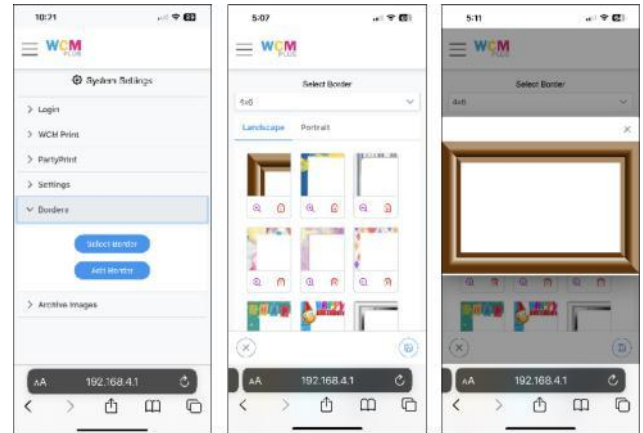 10:21
WCM
PLUS
System Settings
Login
WCM Print
PartyPrint
Settings
Borders
Select Border
Add Border
Archive Images
AA 192.168.4.1
5:07
WCM
PLUS
Select Border
4x6
Landscape Portrait
HAPPY
AA 192.168.4.1
5:11
WCM
PLUS
Select Border
4x6
AA 192.168.4.1